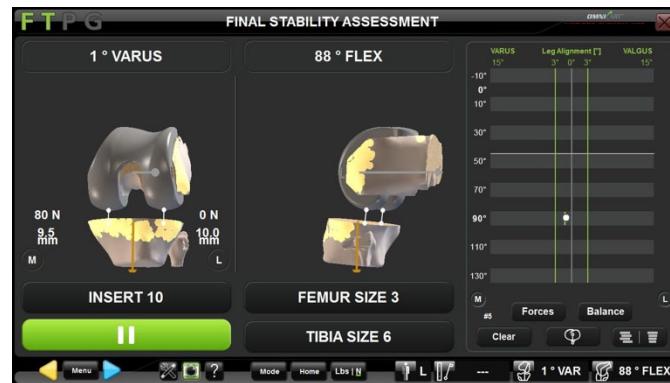 F T P G
FINAL STABILITY ASSESSMENT
OMNI
1 ° VARUS
88 ° FLEX
VARUS
Leg Alignment [°]
VALGUS
15° 3° 0° 3° 15°
-10°
0°
10°
30°
50°
70°
90°
110°
130°
80 N
9.5
mm
0 N
10.0
mm
M
L
M
L
INSERT 10
FEMUR SIZE 3
TIBIA SIZE 6
#5
Forces
Balance
Clear
Menu
?
Mode
Home
Lbs | N
L
---
1 ° VAR
88 ° FLEX